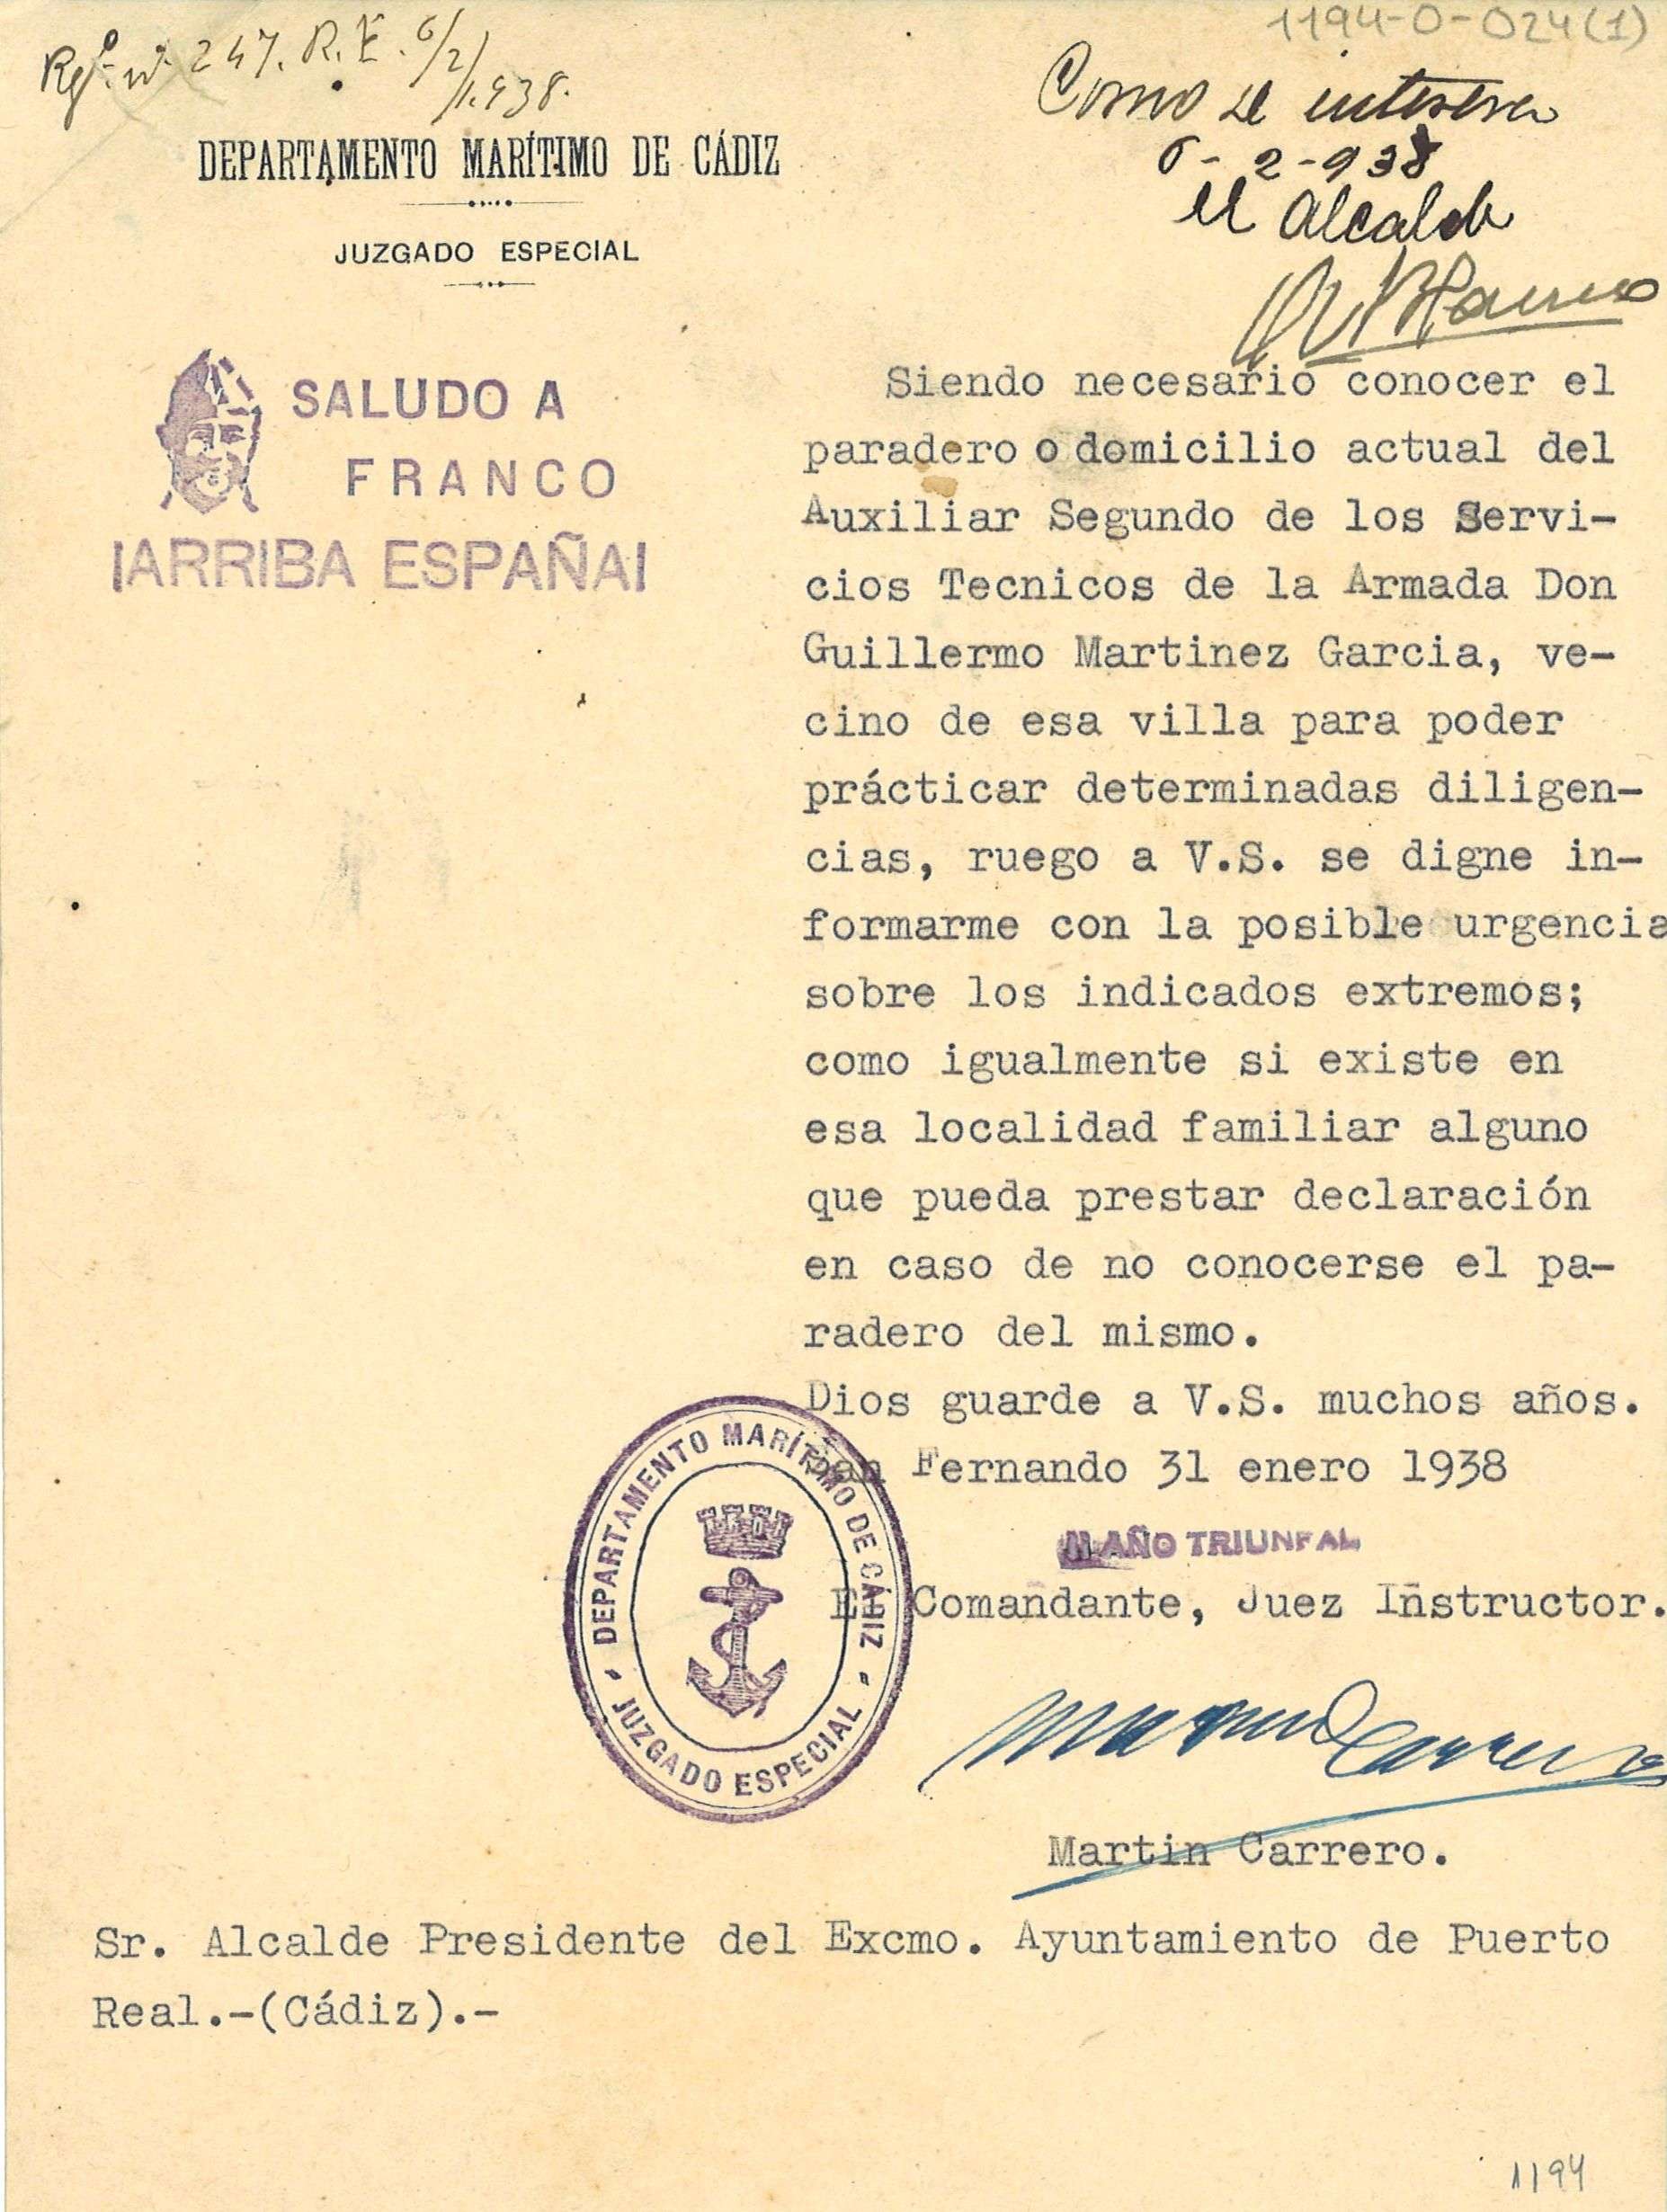 1194-0-024(1)
Rgº nº 247. R.E. 6/2/1.938.
Como se interesa
6-2-938
El Alcalde
DEPARTAMENTO MARÍTIMO DE CÁDIZ
JUZGADO ESPECIAL
SALUDO A
FRANCO
¡ARRIBA ESPAÑA!
Siendo necesario conocer el
paradero o domicilio actual del
Auxiliar Segundo de los Servi-
cios Tecnicos de la Armada Don
Guillermo Martinez Garcia, ve-
cino de esa villa para poder
prácticar determinadas diligen-
cias, ruego a V.S. se digne in-
formarme con la posible urgencia
sobre los indicados extremos;
como igualmente si existe en
esa localidad familiar alguno
que pueda prestar declaración
en caso de no conocerse el pa-
radero del mismo.
Dios guarde a V.S. muchos años.
San Fernando 31 enero 1938
II AÑO TRIUNFAL
El Comandante, Juez Instructor.
DEPARTAMENTO MARÍTIMO DE CÁDIZ
JUZGADO ESPECIAL
Martin Carrero
Martin Carrero.
Sr. Alcalde Presidente del Excmo. Ayuntamiento de Puerto
Real.-(Cádiz).-
1194